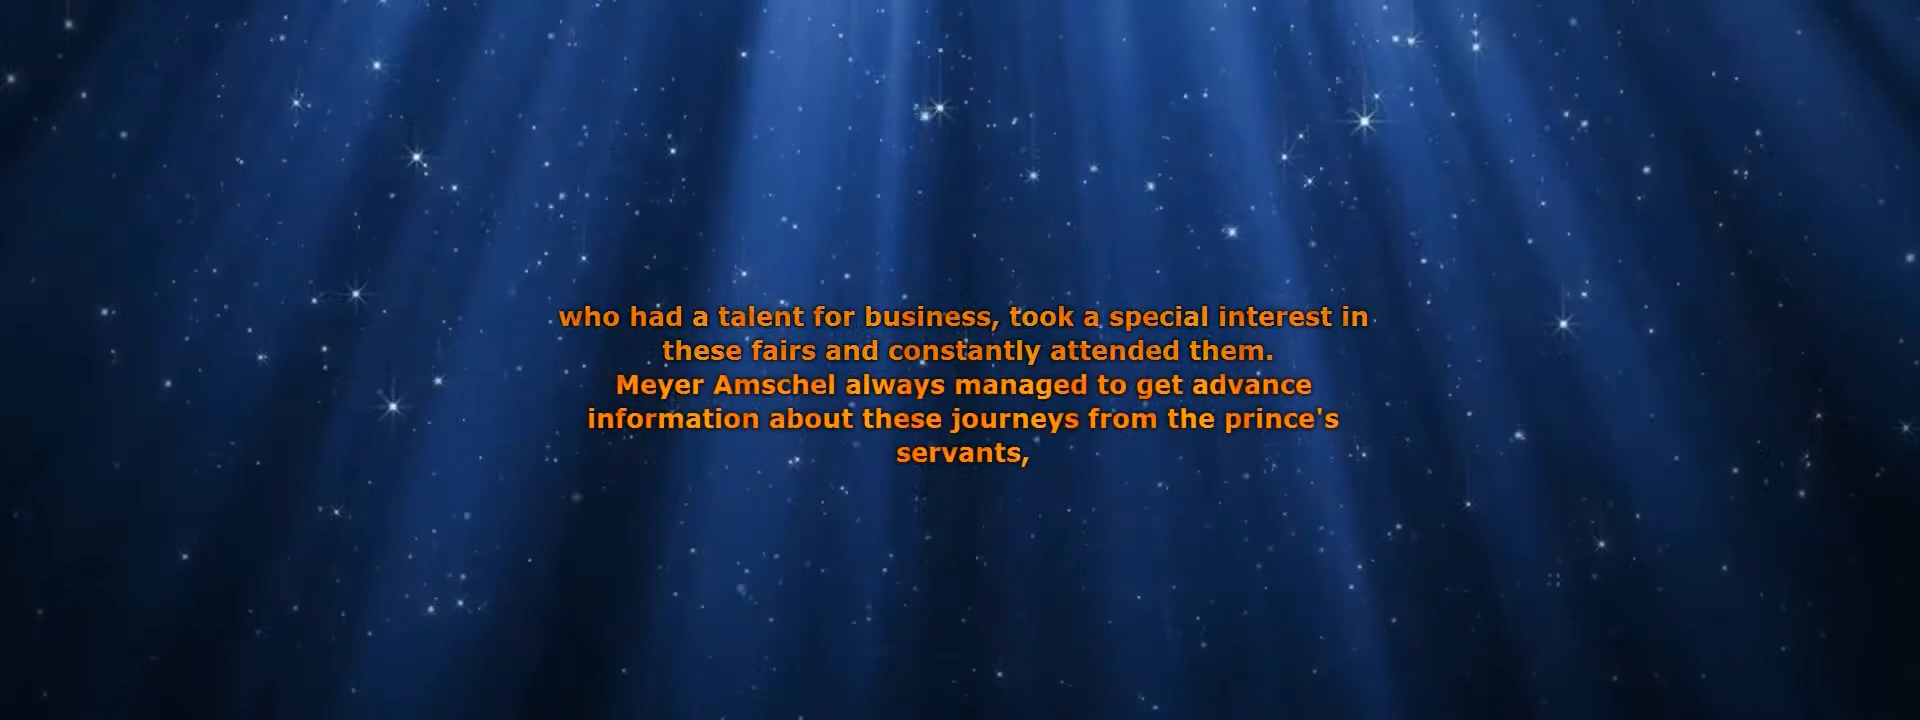 who had a talent for business, took a special interest in
these fairs and constantly attended them.
Meyer Amschel always managed to get advance
information about these journeys from the prince's
servants,